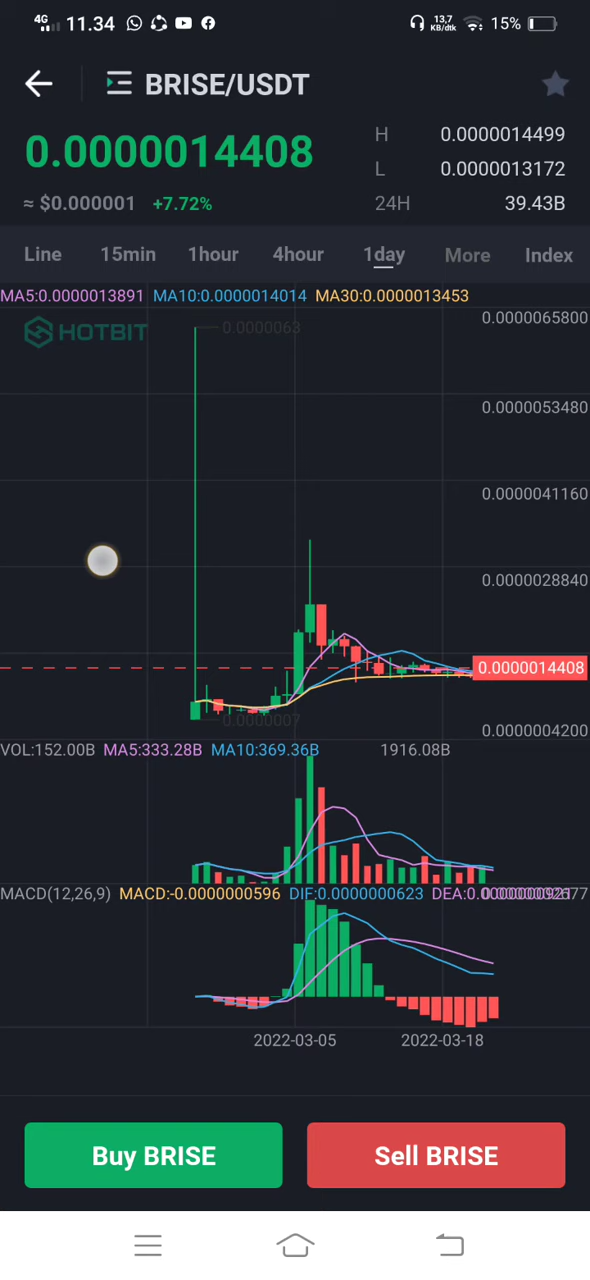 4G 11.34 13,7 KB/dtk 15%
BRISE/USDT
0.0000014408
H 0.0000014499
L 0.0000013172
≈ $0.000001 +7.72%
24H 39.43B
Line 15min 1hour 4hour 1day More Index
MA5:0.0000013891 MA10:0.0000014014 MA30:0.0000013453
0.0000065800
HOTBIT
0.0000063
0.0000053480
0.0000041160
0.0000028840
0.0000014408
0.0000007
0.0000004200
VOL:152.00B MA5:333.28B MA10:369.36B 1916.08B
MACD(12,26,9) MACD:-0.0000000596 DIF:0.0000000623 DEA:
2022-03-05 2022-03-18
Buy BRISE Sell BRISE